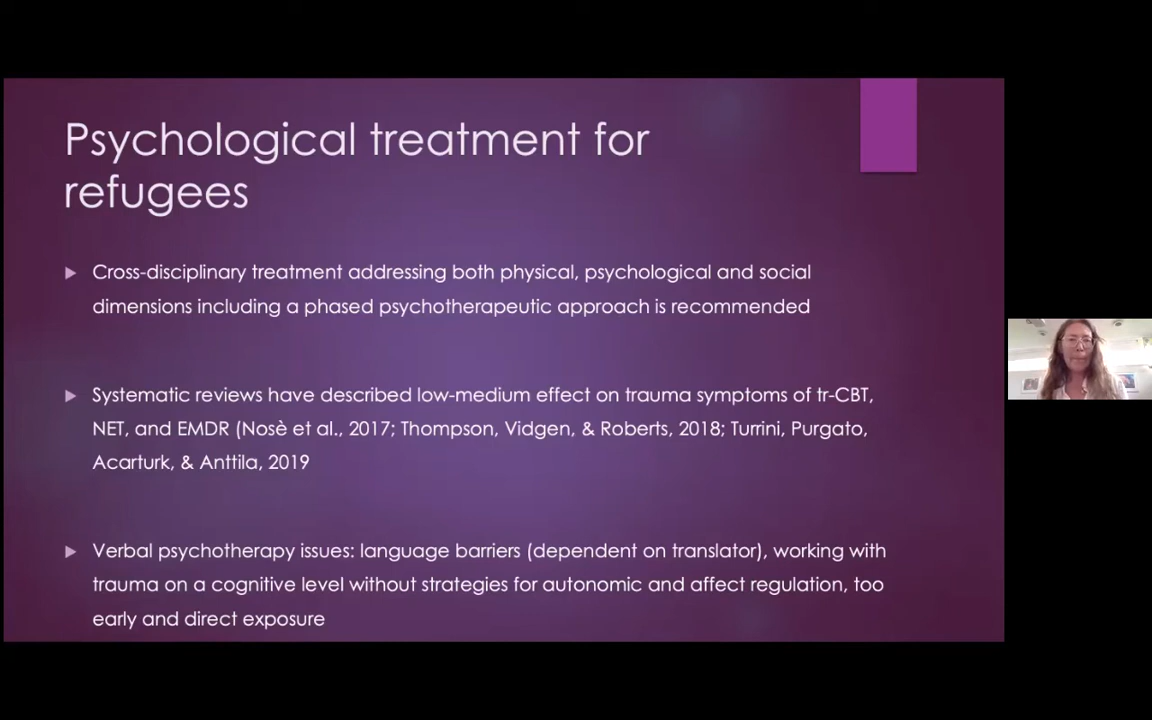 Psychological treatment for
refugees
Cross-disciplinary treatment addressing both physical, psychological and social
dimensions including a phased psychotherapeutic approach is recommended
Systematic reviews have described low-medium effect on trauma symptoms of tr-CBT,
NET, and EMDR (Nosè et al., 2017; Thompson, Vidgen, & Roberts, 2018; Turrini, Purgato,
Acarturk, & Anttila, 2019
Verbal psychotherapy issues: language barriers (dependent on translator), working with
trauma on a cognitive level without strategies for autonomic and affect regulation, too
early and direct exposure